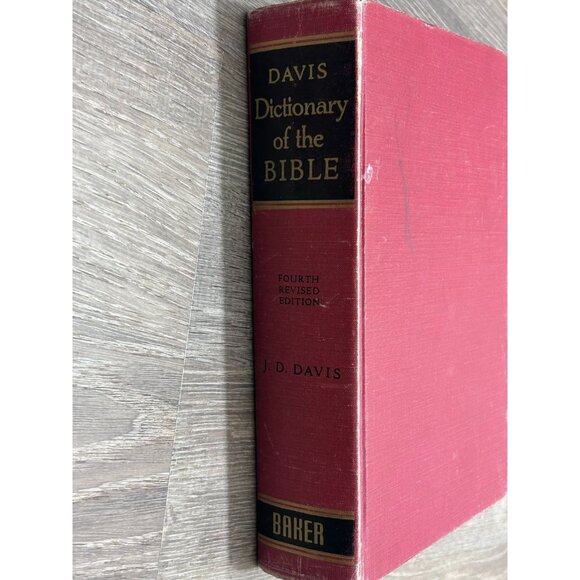 DAVIS
Dictionary
of the
BIBLE
FOURTH
REVISED
EDITION
J. D. DAVIS
BAKER